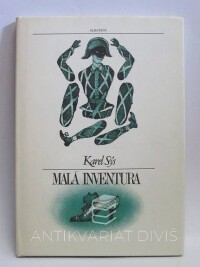 Karel Sýs
MALÁ INVENTURA
ANTIKVARIÁT DIVIŠ